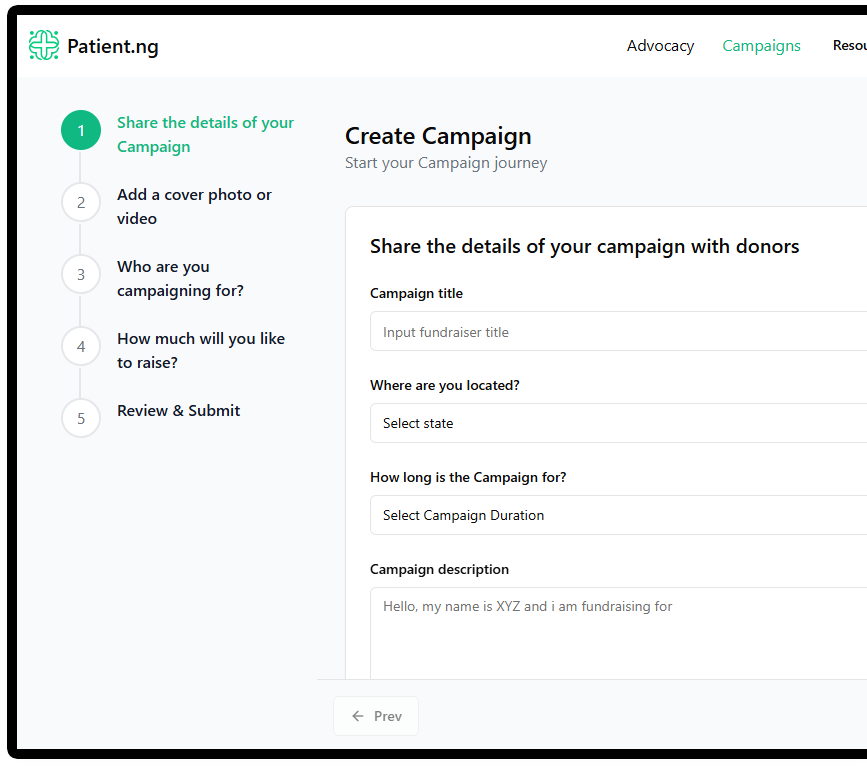 Patient.ng
Advocacy
Campaigns
1
Share the details of your
Campaign
2
Add a cover photo or
video
3
Who are you
campaigning for?
4
How much will you like
to raise?
5
Review & Submit
Create Campaign
Start your Campaign journey
Share the details of your campaign with donors
Campaign title
Input fundraiser title
Where are you located?
Select state
How long is the Campaign for?
Select Campaign Duration
Campaign description
Hello, my name is XYZ and i am fundraising for
Prev